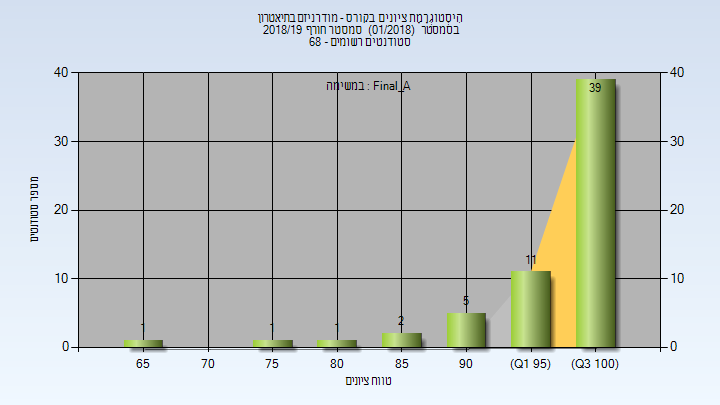 היסטוגרמת ציונים בקורס - מודרניזם בתיאטרון
בסמסטר (01/2018) סמסטר חורף 2018/19
סטודנטים רשומים - 68
במשימה : Final_A
40 40
30 30
20 20
10 10
0 0
מספר סטודנטים
1 1 1 2 5 11 39
65 70 75 80 85 90 (Q1 95) (Q3 100)
טווח ציונים